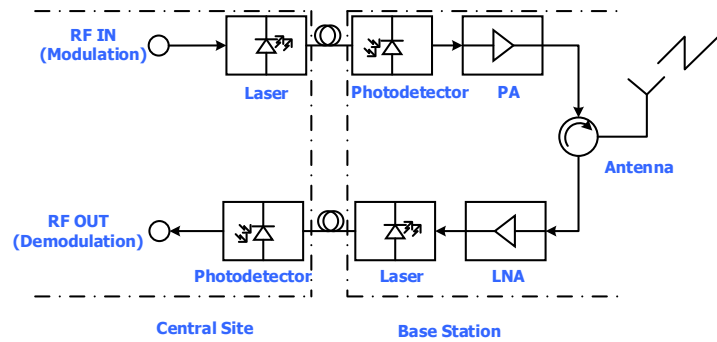 RF IN
(Modulation)
Laser
Photodetector
PA
Antenna
RF OUT
(Demodulation)
Photodetector
Laser
LNA
Central Site
Base Station